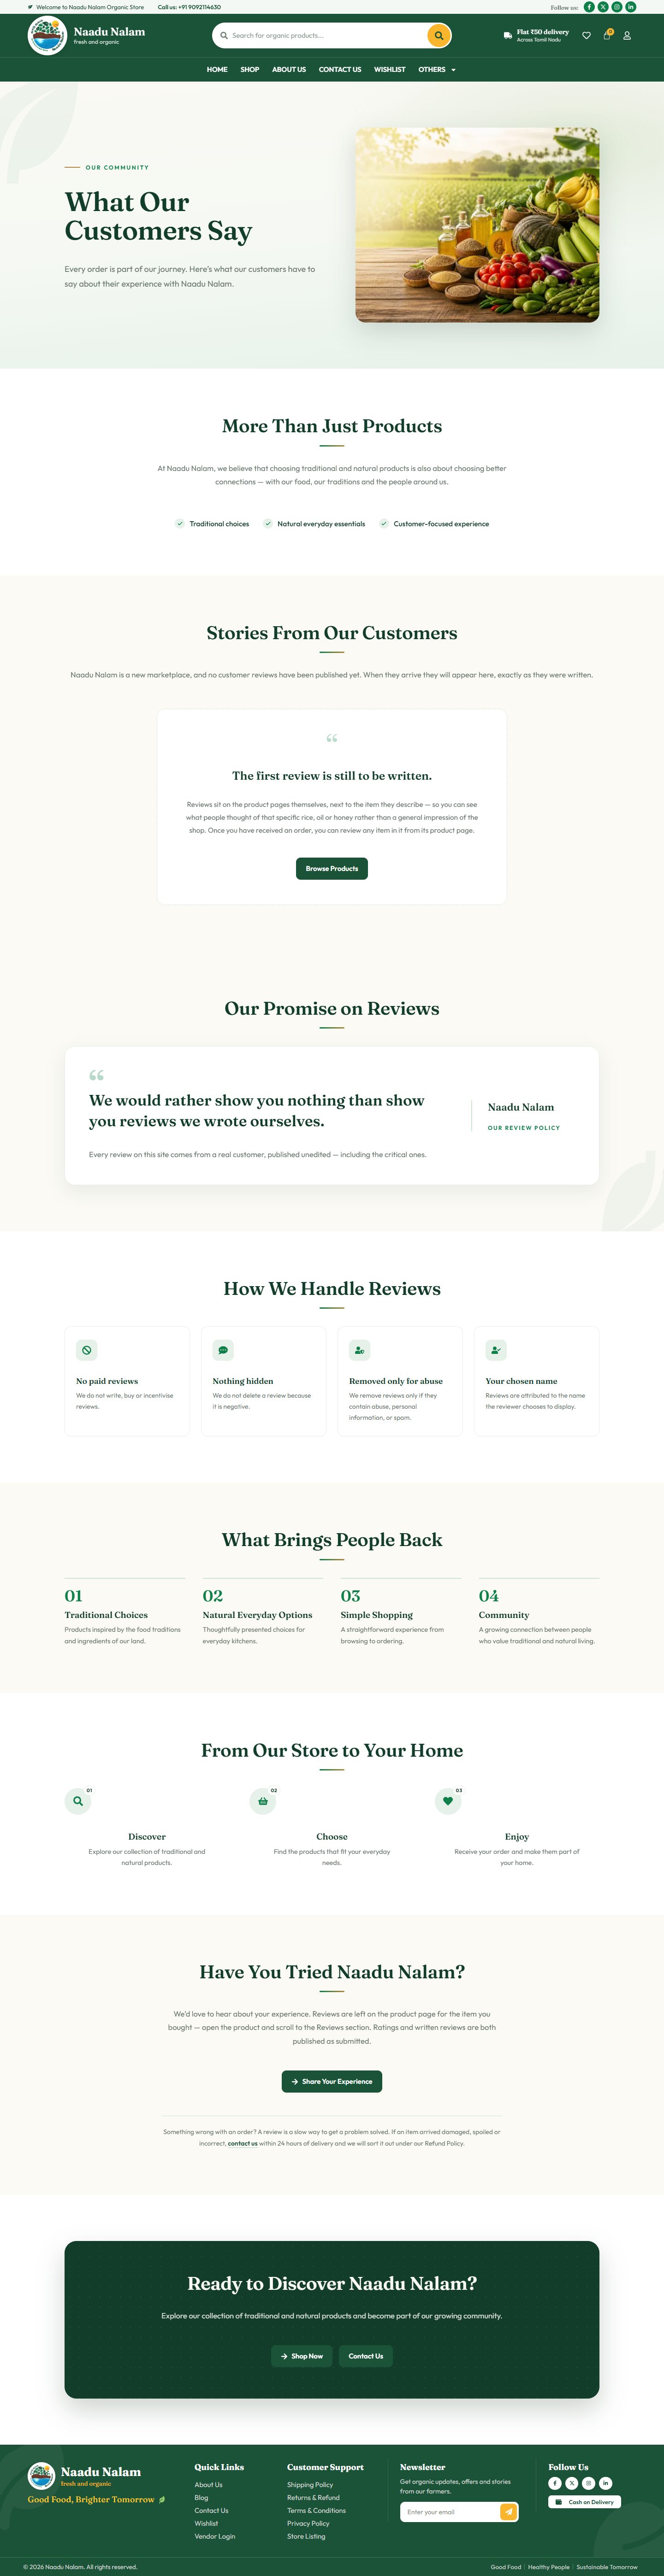 Welcome to Naadu Nalam Organic Store
Call us: +91 9092114630
Follow us:
Naadu Nalam
fresh and organic
Search for organic products...
Flat ₹50 delivery
Across Tamil Nadu
0
HOME
SHOP
ABOUT US
CONTACT US
WISHLIST
OTHERS
OUR COMMUNITY
What Our
Customers Say
Every order is part of our journey. Here's what our customers have to
say about their experience with Naadu Nalam.
More Than Just Products
At Naadu Nalam, we believe that choosing traditional and natural products is also about choosing better
connections — with our food, our traditions and the people around us.
Traditional choices
Natural everyday essentials
Customer-focused experience
Stories From Our Customers
Naadu Nalam is a new marketplace, and no customer reviews have been published yet. When they arrive they will appear here, exactly as they were written.
“
The first review is still to be written.
Reviews sit on the product pages themselves, next to the item they describe — so you can see
what people thought of that specific rice, oil or honey rather than a general impression of the
shop. Once you have received an order, you can review any item in it from its product page.
Browse Products
Our Promise on Reviews
“
We would rather show you nothing than show
you reviews we wrote ourselves.
Every review on this site comes from a real customer, published unedited — including the critical ones.
Naadu Nalam
OUR REVIEW POLICY
How We Handle Reviews
No paid reviews
We do not write, buy or incentivise
reviews.
Nothing hidden
We do not delete a review because
it is negative.
Removed only for abuse
We remove reviews only if they
contain abuse, personal
information, or spam.
Your chosen name
Reviews are attributed to the name
the reviewer chooses to display.
What Brings People Back
01
Traditional Choices
Products inspired by the food traditions
and ingredients of our land.
02
Natural Everyday Options
Thoughtfully presented choices for
everyday kitchens.
03
Simple Shopping
A straightforward experience from
browsing to ordering.
04
Community
A growing connection between people
who value traditional and natural living.
From Our Store to Your Home
01
Discover
Explore our collection of traditional and
natural products.
02
Choose
Find the products that fit your everyday
needs.
03
Enjoy
Receive your order and make them part of
your home.
Have You Tried Naadu Nalam?
We'd love to hear about your experience. Reviews are left on the product page for the item you
bought — open the product and scroll to the Reviews section. Ratings and written reviews are both
published as submitted.
Share Your Experience
Something wrong with an order? A review is a slow way to get a problem solved. If an item arrived damaged, spoiled or
incorrect, contact us within 24 hours of delivery and we will sort it out under our Refund Policy.
Ready to Discover Naadu Nalam?
Explore our collection of traditional and natural products and become part of our growing community.
Shop Now
Contact Us
Naadu Nalam
fresh and organic
Good Food, Brighter Tomorrow
Quick Links
About Us
Blog
Contact Us
Wishlist
Vendor Login
Customer Support
Shipping Policy
Returns & Refund
Terms & Conditions
Privacy Policy
Store Listing
Newsletter
Get organic updates, offers and stories
from our farmers.
Enter your email
Follow Us
Cash on Delivery
© 2026 Naadu Nalam. All rights reserved.
Good Food | Healthy People | Sustainable Tomorrow